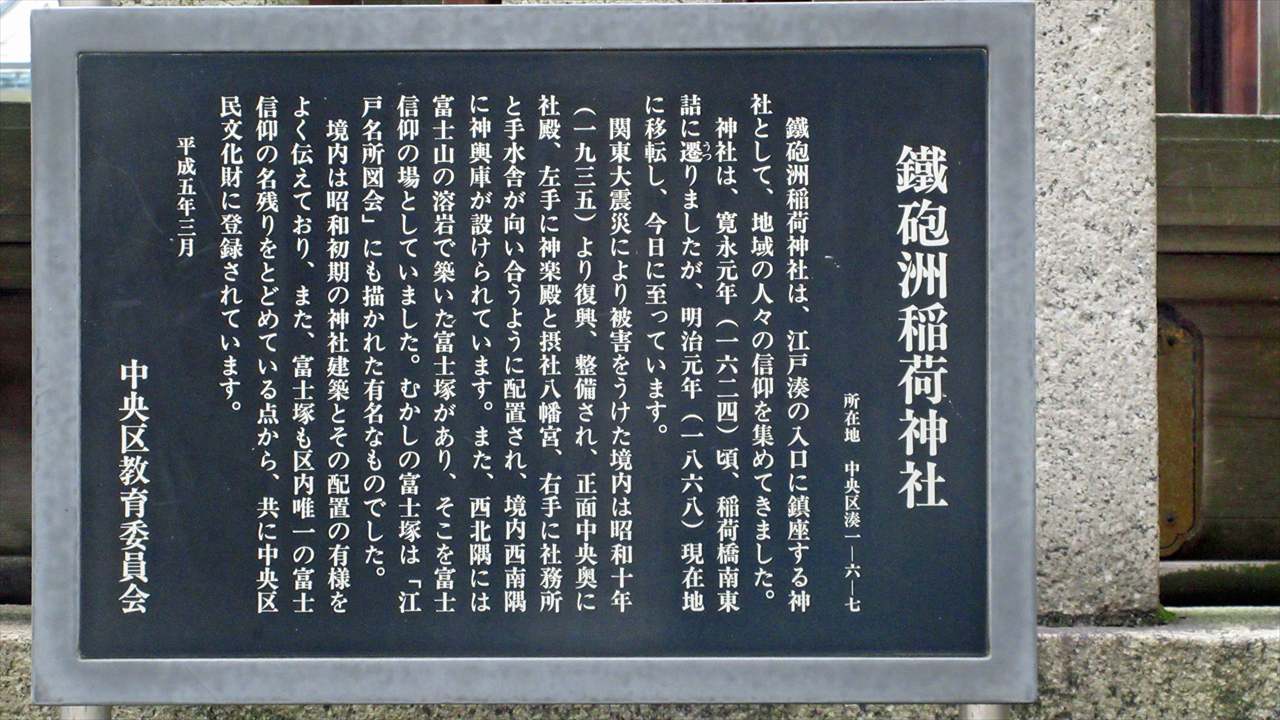 鐵砲洲稲荷神社
所在地　中央区湊一―六―七
鐵砲洲稲荷神社は、江戸湊の入口に鎮座する神
社として、地域の人々の信仰を集めてきました。
神社は、寛永元年（一六二四）頃、稲荷橋南東
詰に遷りましたが、明治元年（一八六八）現在地
うつ
に移転し、今日に至っています。
関東大震災により被害をうけた境内は昭和十年
（一九三五）より復興、整備され、正面中央奥に
社殿、左手に神楽殿と摂社八幡宮、右手に社務所
と手水舎が向い合うように配置され、境内西南隅
に神輿庫が設けられています。また、西北隅には
富士山の溶岩で築いた富士塚があり、そこを富士
信仰の場としていました。むかしの富士塚は「江
戸名所図会」にも描かれた有名なものでした。
境内は昭和初期の神社建築とその配置の有様を
よく伝えており、また、富士塚も区内唯一の富士
信仰の名残りをとどめている点から、共に中央区
民文化財に登録されています。
平成五年三月
中央区教育委員会